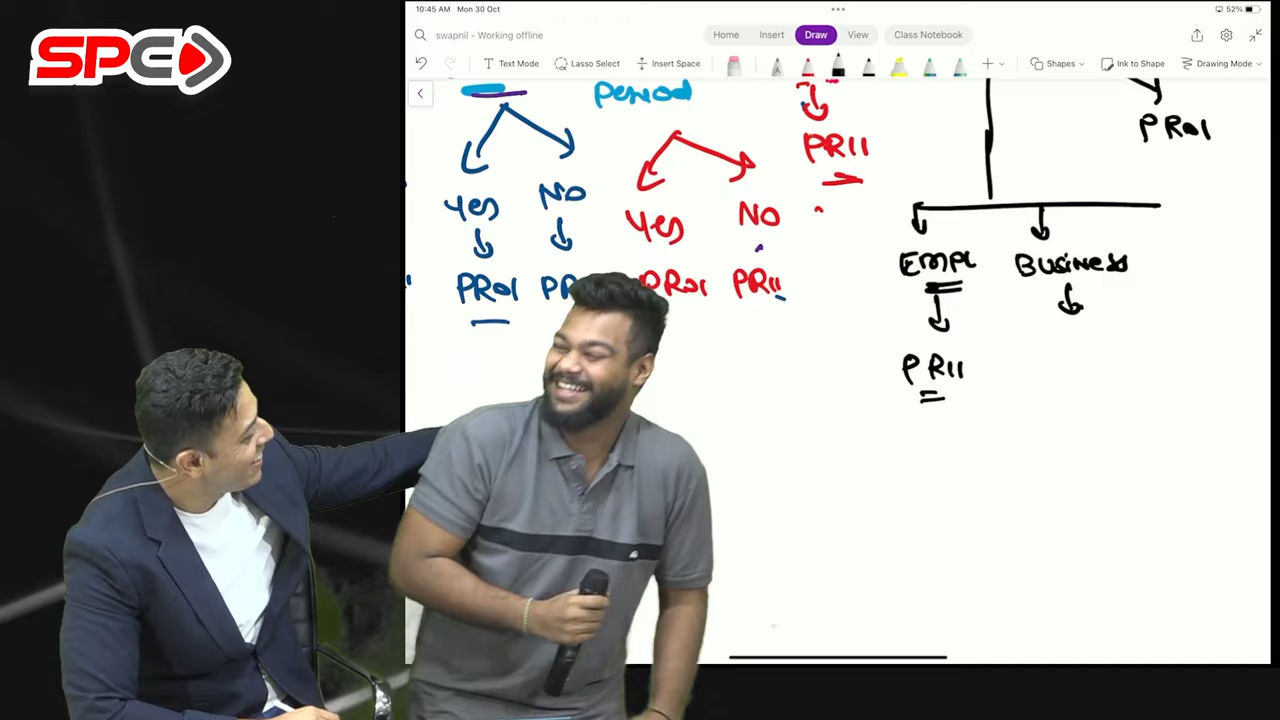 SPED
10:45 AM Mon 30 Oct
52%
swapnil - Working offline
Home Insert Draw View Class Notebook
Text Mode Lasso Select Insert Space Shapes Ink to Shape Drawing Mode
Period
PR01
PR11
Yes NO
Yes NO
EMPL Business
PR01 PR
PR01 PR11
PR11